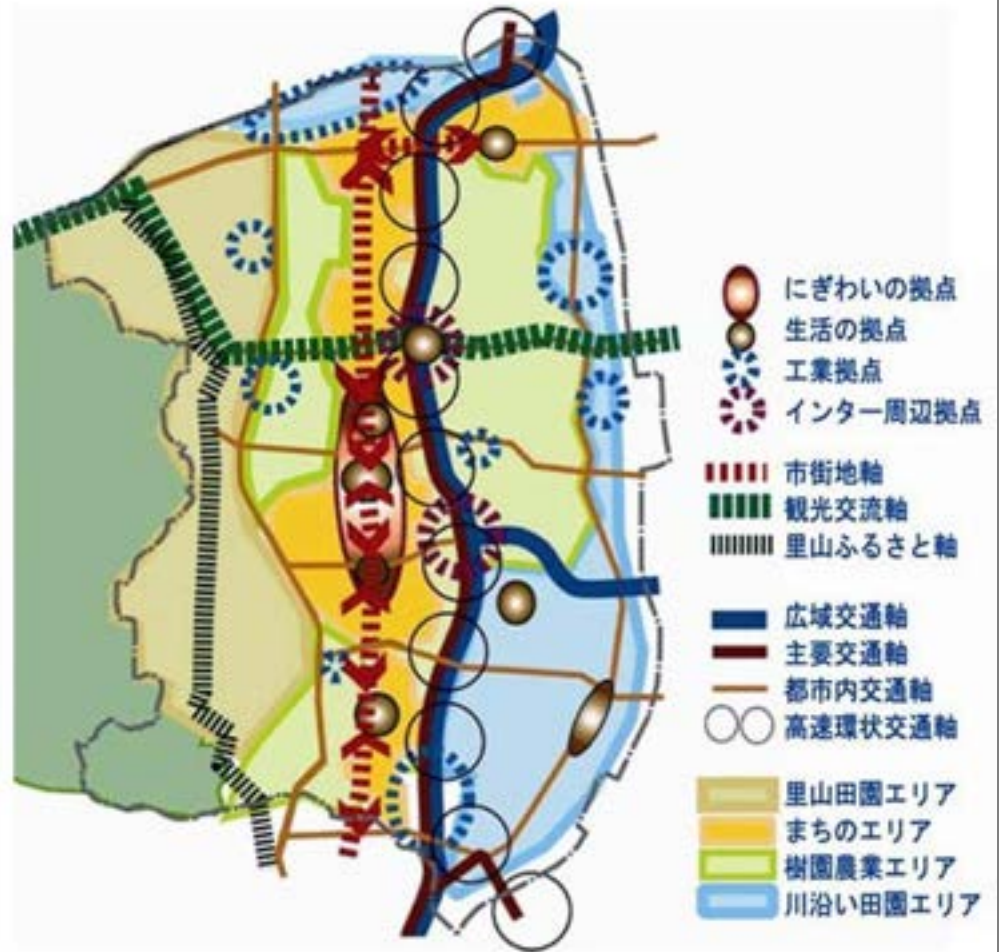 にぎわいの拠点
生活の拠点
工業拠点
インター周辺拠点
市街地軸
観光交流軸
里山ふるさと軸
広域交通軸
主要交通軸
都市内交通軸
高速環状交通軸
里山田園エリア
まちのエリア
樹園農業エリア
川沿い田園エリア